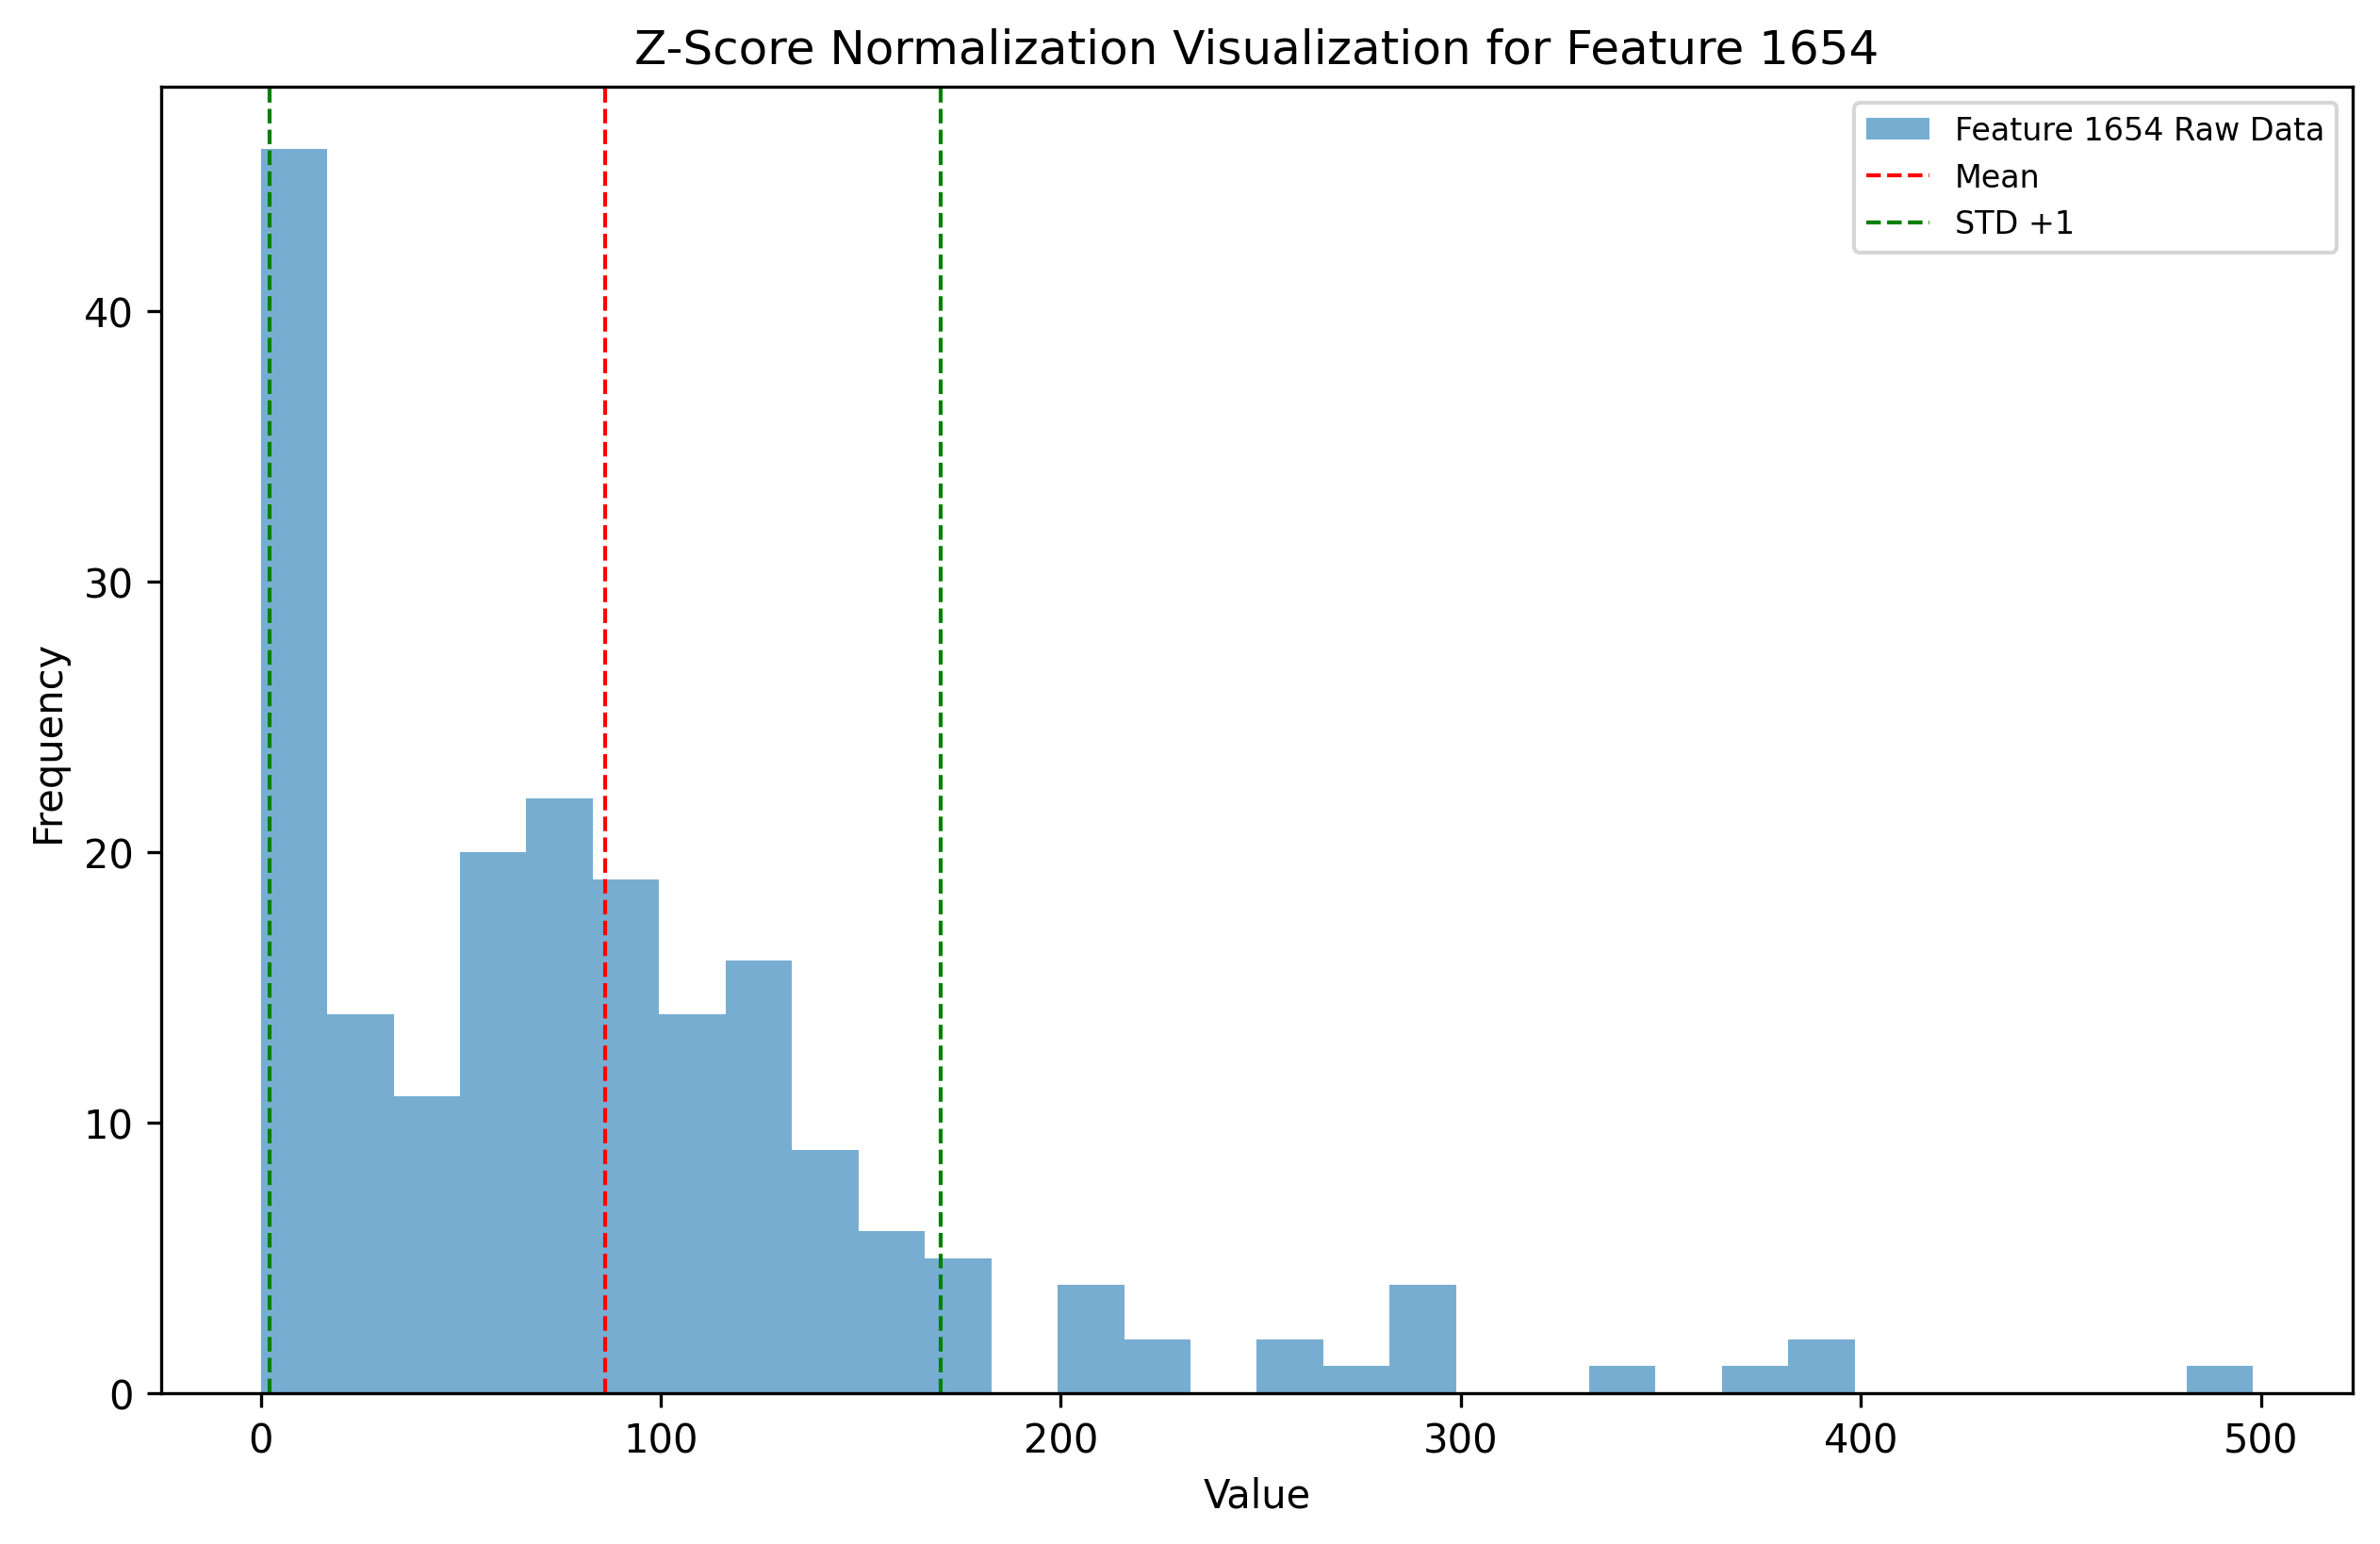 Z-Score Normalization Visualization for Feature 1654
Feature 1654 Raw Data
Mean
STD +1
40
30
20
10
0
Frequency
0 100 200 300 400 500
Value